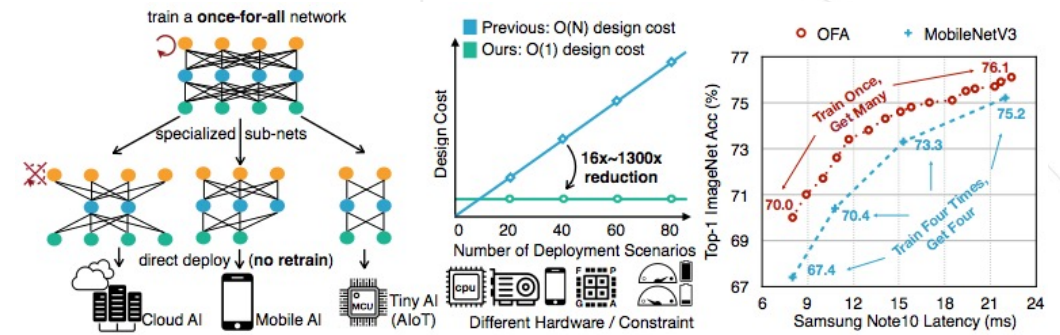 train a once-for-all network
specialized sub-nets
direct deploy (no retrain)
Cloud AI
Mobile AI
MCU
Tiny AI
(AIoT)
Previous: O(N) design cost
Ours: O(1) design cost
Design Cost
16x~1300x
reduction
0 20 40 60 80
Number of Deployment Scenarios
cpu
F P
G A
Different Hardware / Constraint
OFA
MobileNetV3
Top-1 ImageNet Acc (%)
77
75
73
71
69
67
76.1
Train Once,
Get Many
75.2
73.3
70.0
70.4
Train Four Times,
Get Four
67.4
6 9 12 15 18 21 24
Samsung Note10 Latency (ms)